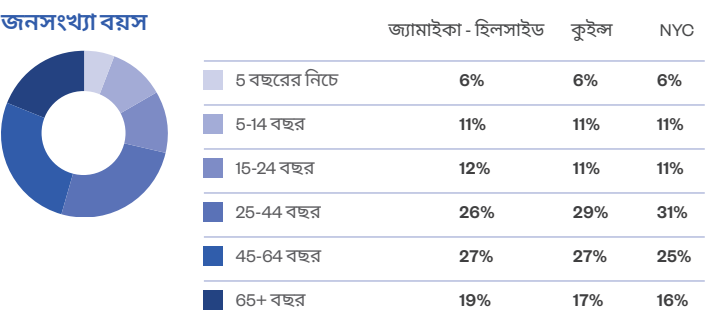 জনসংখ্যা বয়স
জ্যামাইকা - হিলসাইড কুইন্স NYC
5 বছরের নিচে 6% 6% 6%
5-14 বছর 11% 11% 11%
15-24 বছর 12% 11% 11%
25-44 বছর 26% 29% 31%
45-64 বছর 27% 27% 25%
65+ বছর 19% 17% 16%